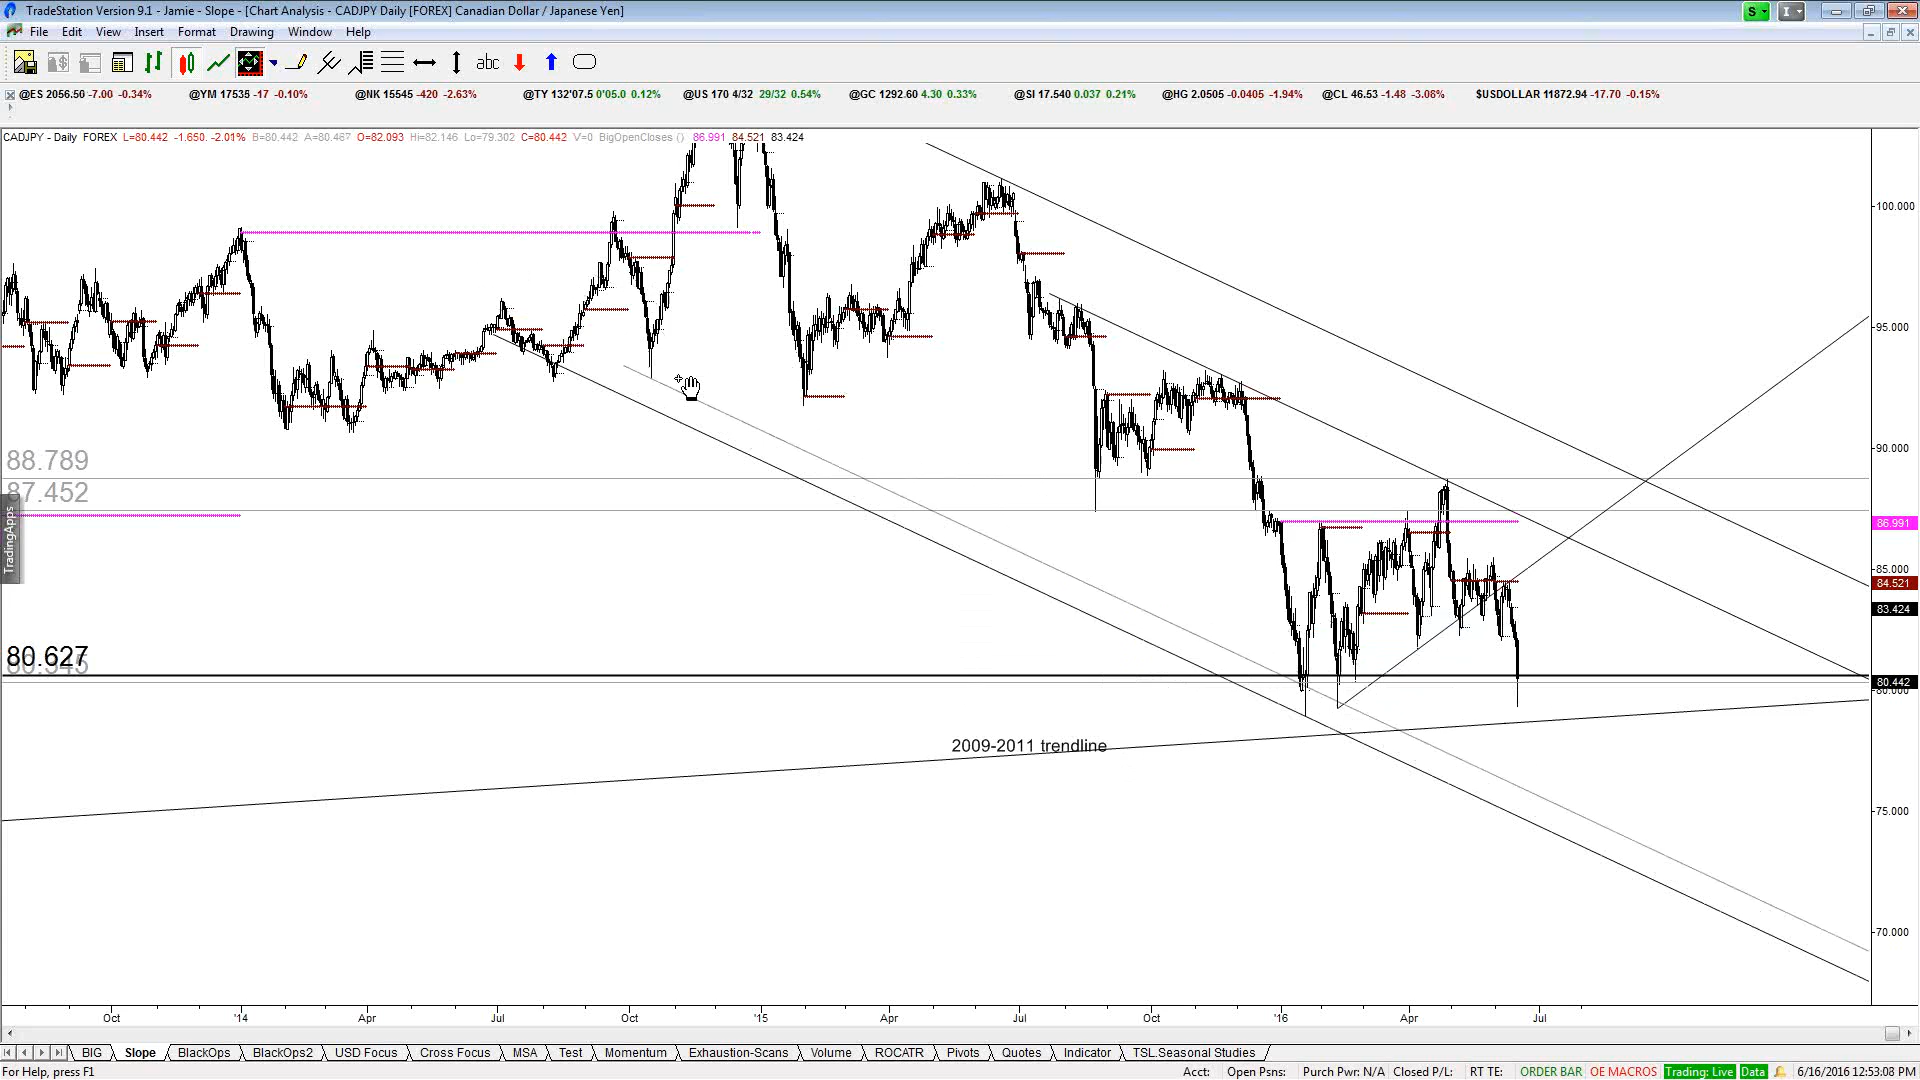 TradeStation Version 9.1 - Jamie - Slope - [Chart Analysis - CADJPY Daily [FOREX] Canadian Dollar / Japanese Yen]
S
I
File Edit View Insert Format Drawing Window Help
abc
@ES 2056.50 -7.00 -0.34% @YM 17535 -17 -0.10% @NK 15545 -420 -2.63% @TY 132'07.5 0'05.0 0.12% @US 170 4/32 29/32 0.54% @GC 1292.60 4.30 0.33% @SI 17.540 0.037 0.21% @HG 2.0505 -0.0405 -1.94% @CL 46.53 -1.48 -3.08% $USDOLLAR 11872.94 -17.70 -0.15%
CADJPY - Daily FOREX L=80.442 -1.650. -2.01% B=80.442 A=80.467 O=82.093 Hi=82.146 Lo=79.302 C=80.442 V=0 BigOpenCloses () 86.991 84.521 83.424
100.000
95.000
90.000
88.789
87.452
TradingApps
86.991
85.000
84.521
83.424
80.627
80.442
80.000
2009-2011 trendline
75.000
70.000
Oct '14 Apr Jul Oct '15 Apr Jul Oct '16 Apr Jul
BIG Slope BlackOps BlackOps2 USD Focus Cross Focus MSA Test Momentum Exhaustion-Scans Volume ROCATR Pivots Quotes Indicator TSL.Seasonal Studies
For Help, press F1 Acct: Open Psns: Purch Pwr: N/A Closed P/L: RT TE: ORDER BAR OE MACROS Trading: Live Data 6/16/2016 12:53:08 PM